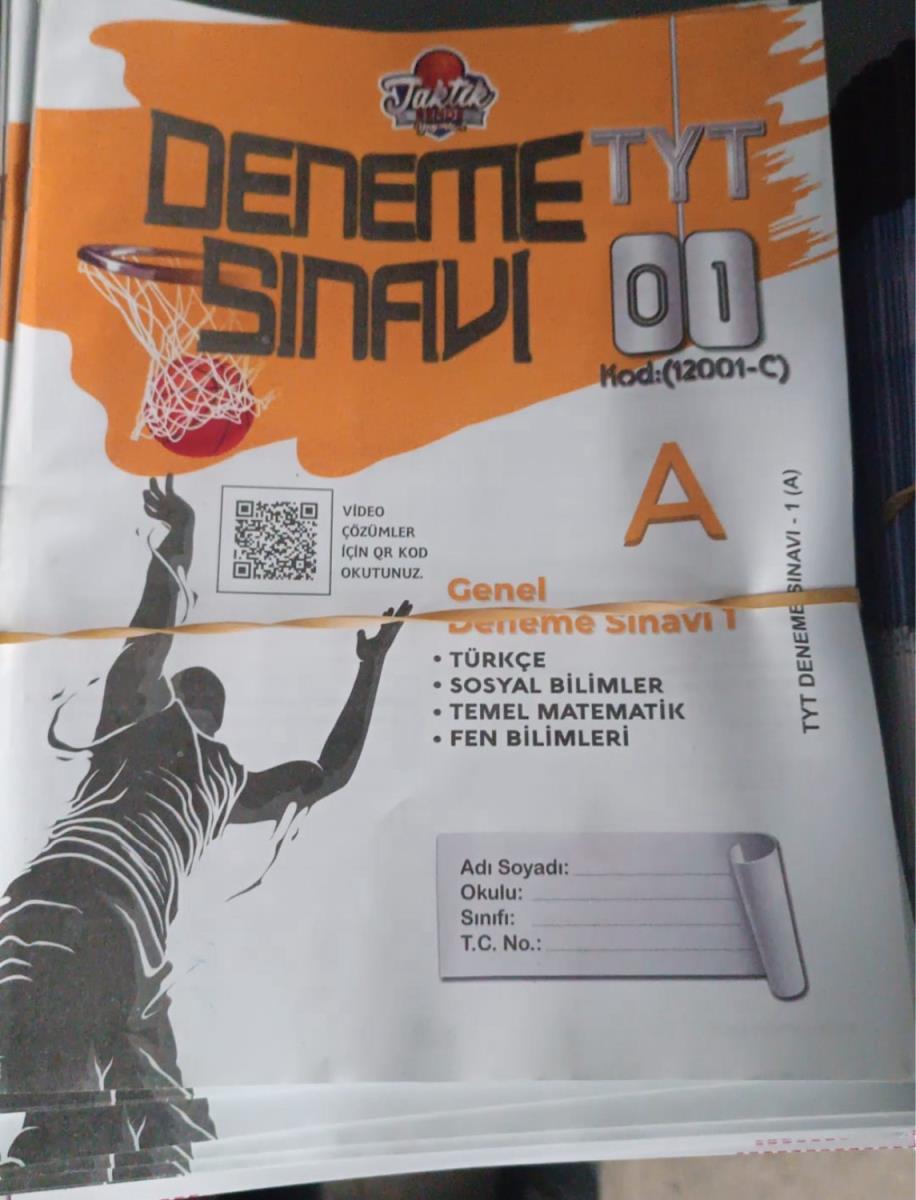 Taktik
DENEME
SINAVI
TYT
01
Kod:(12001-C)
A
VİDEO
ÇÖZÜMLER
İÇİN QR KOD
OKUTUNUZ.
Genel
Deneme Sınavı 1
• TÜRKÇE
• SOSYAL BİLİMLER
• TEMEL MATEMATİK
• FEN BİLİMLERİ
TYT DENEME SINAVI - 1 (A)
Adı Soyadı:
Okulu:
Sınıfı:
T.C. No.: